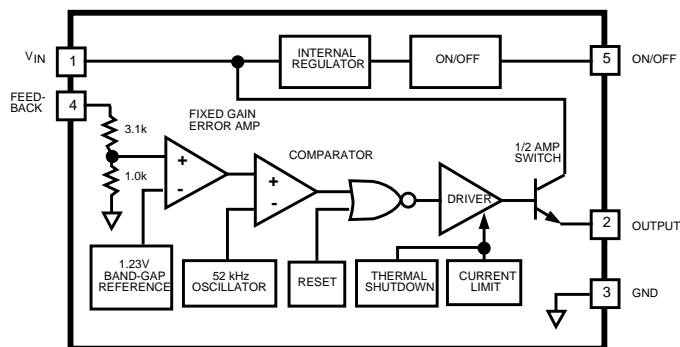 VIN
1
INTERNAL
REGULATOR
ON/OFF
5
ON/OFF
FEED-
BACK
4
FIXED GAIN
ERROR AMP
3.1k
1.0k
+
-
COMPARATOR
+
-
1/2 AMP
SWITCH
DRIVER
2
OUTPUT
1.23V
BAND-GAP
REFERENCE
52 kHz
OSCILLATOR
RESET
THERMAL
SHUTDOWN
CURRENT
LIMIT
3
GND